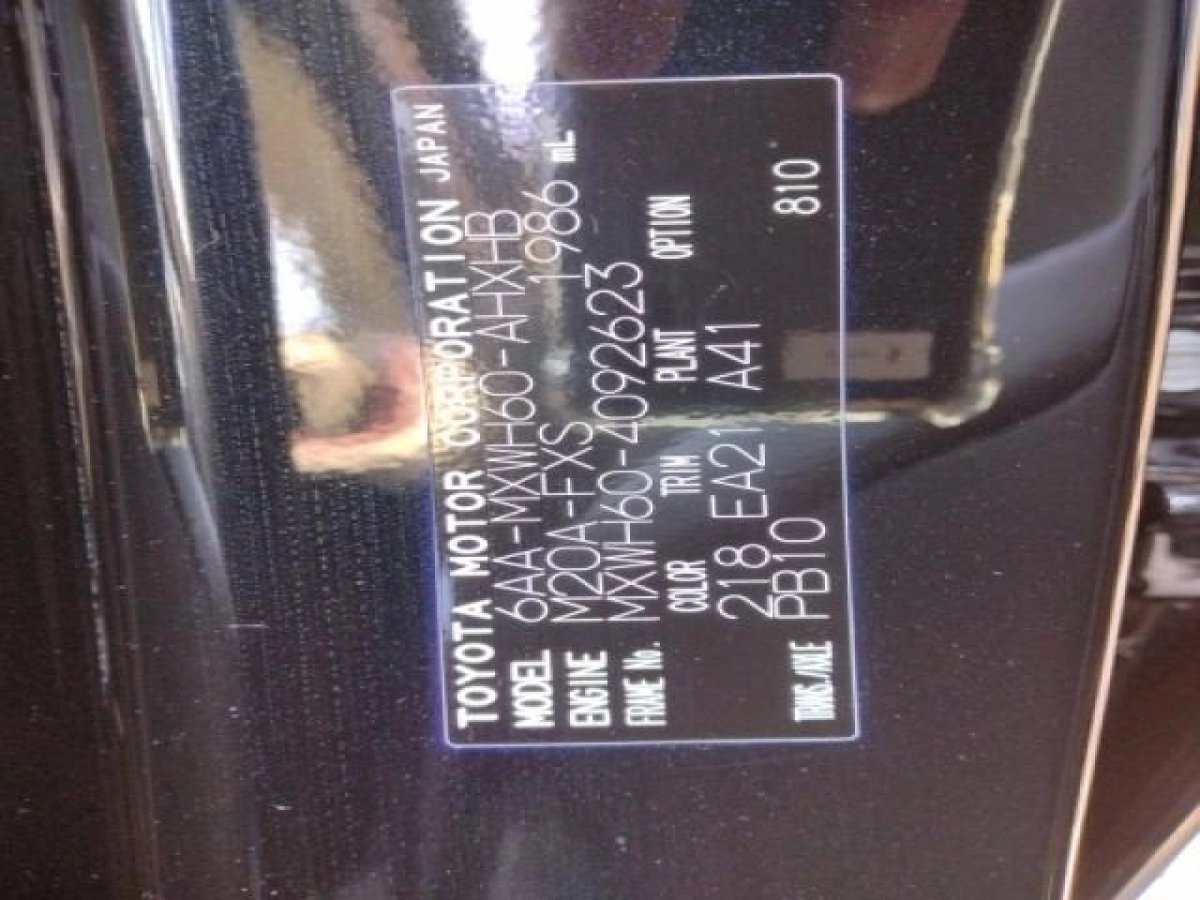 TOYOTA MOTOR CORPORATION JAPAN
MODEL 6AA-MXWH60-AHXHB
ENGINE M20A-FXS 1986 mL
FRAME No. MXWH60-4092623
COLOR TRIM PLANT OPTION
218 EA21 A41
TRANS./AXLE PB10 810